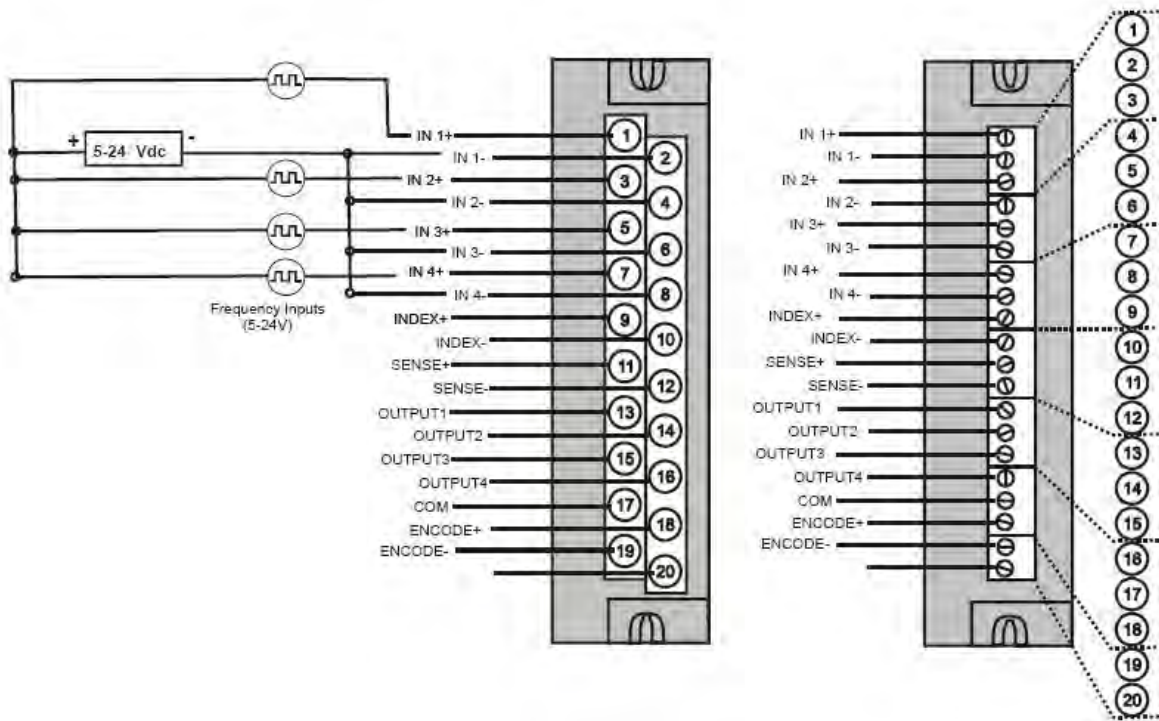 + 5-24 Vdc -
Frequency Inputs
(5-24V)
IN 1+
IN 1-
IN 2+
IN 2-
IN 3+
IN 3-
IN 4+
IN 4-
INDEX+
INDEX-
SENSE+
SENSE-
OUTPUT1
OUTPUT2
OUTPUT3
OUTPUT4
COM
ENCODE+
ENCODE-
1
2
3
4
5
6
7
8
9
10
11
12
13
14
15
16
17
18
19
20
IN 1+
IN 1-
IN 2+
IN 2-
IN 3+
IN 3-
IN 4+
IN 4-
INDEX+
INDEX-
SENSE+
SENSE-
OUTPUT1
OUTPUT2
OUTPUT3
OUTPUT4
COM
ENCODE+
ENCODE-
1
2
3
4
5
6
7
8
9
10
11
12
13
14
15
16
17
18
19
20